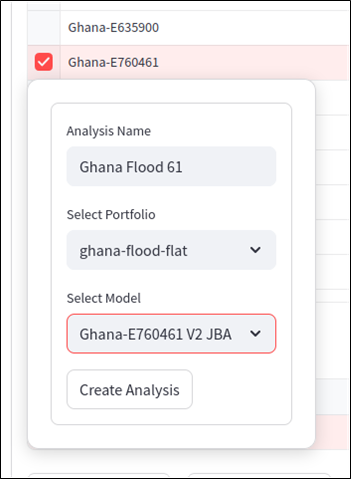 Ghana-E635900
Ghana-E760461
Analysis Name
Ghana Flood 61
Select Portfolio
ghana-flood-flat
Select Model
Ghana-E760461 V2 JBA
Create Analysis